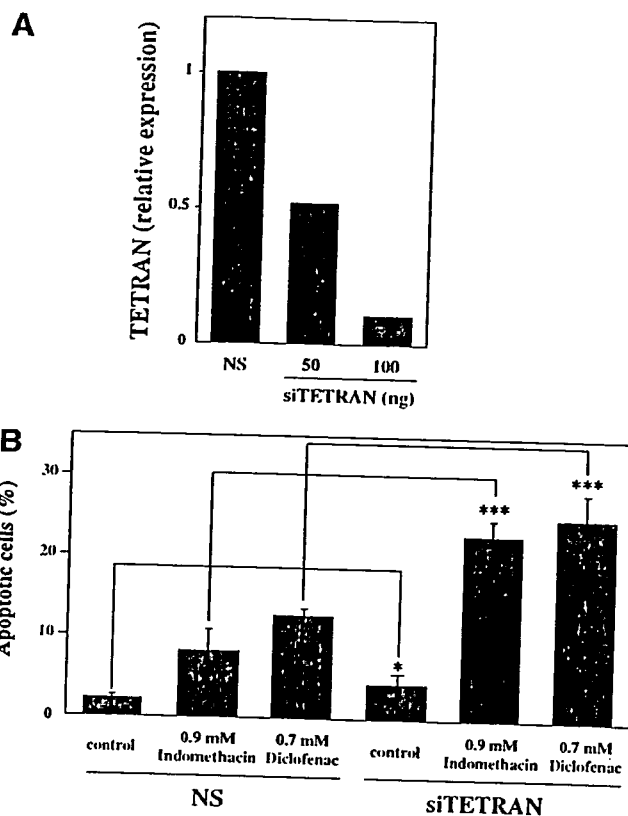 A
TETRAN (relative expression)
1
0.5
0
NS
50
100
siTETRAN (ng)
B
Apoptotic cells (%)
30
20
10
0
***
***
*
control
0.9 mM
Indomethacin
0.7 mM
Diclofenac
control
0.9 mM
Indomethacin
0.7 mM
Diclofenac
NS
siTETRAN